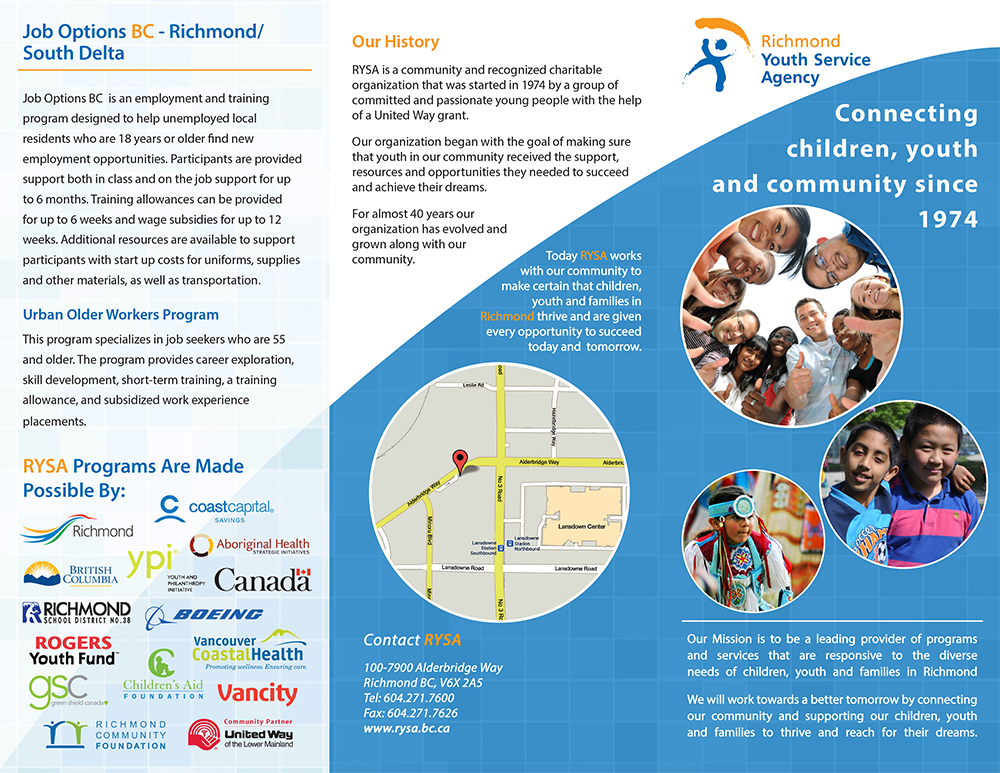 Job Options BC - Richmond/
South Delta
Job Options BC is an employment and training
program designed to help unemployed local
residents who are 18 years or older find new
employment opportunities. Participants are provided
support both in class and on the job support for up
to 6 months. Training allowances can be provided
for up to 6 weeks and wage subsidies for up to 12
weeks. Additional resources are available to support
participants with start up costs for uniforms, supplies
and other materials, as well as transportation.
Urban Older Workers Program
This program specializes in job seekers who are 55
and older. The program provides career exploration,
skill development, short-term training, a training
allowance, and subsidized work experience
placements.
RYSA Programs Are Made
Possible By:
Richmond
coastcapital®
SAVINGS
BRITISH
COLUMBIA
ypi®
YOUTH AND
PHILANTHROPY
INITIATIVE
Aboriginal Health
STRATEGIC INITIATIVES
Canada
RICHMOND
SCHOOL DISTRICT NO.38
BOEING
ROGERS
Youth Fund™
Vancouver
CoastalHealth
Promoting wellness. Ensuring care.
gsc
green shield canada
Children's Aid
FOUNDATION
Vancity
RICHMOND
COMMUNITY
FOUNDATION
Community Partner
United Way
of the Lower Mainland
Our History
RYSA is a community and recognized charitable
organization that was started in 1974 by a group of
committed and passionate young people with the help
of a United Way grant.
Our organization began with the goal of making sure
that youth in our community received the support,
resources and opportunities they needed to succeed
and achieve their dreams.
For almost 40 years our
organization has evolved and
grown along with our
community.
Today RYSA works
with our community to
make certain that children,
youth and families in
Richmond thrive and are given
every opportunity to succeed
today and tomorrow.
Leslie Rd
Hazelbridge Way
Alderbridge Way
Alderbric
Alderbridge Way
No 3 Road
Minoru Blvd
Lansdown Center
Lansdowne
Station
Southbound
Lansdowne
Station
Northbound
Lansdowne Road
Lansdowne Road
Contact RYSA
100-7900 Alderbridge Way
Richmond BC, V6X 2A5
Tel: 604.271.7600
Fax: 604.271.7626
www.rysa.bc.ca
Richmond
Youth Service
Agency
Connecting
children, youth
and community since
1974
Our Mission is to be a leading provider of programs
and services that are responsive to the diverse
needs of children, youth and families in Richmond
We will work towards a better tomorrow by connecting
our community and supporting our children, youth
and families to thrive and reach for their dreams.